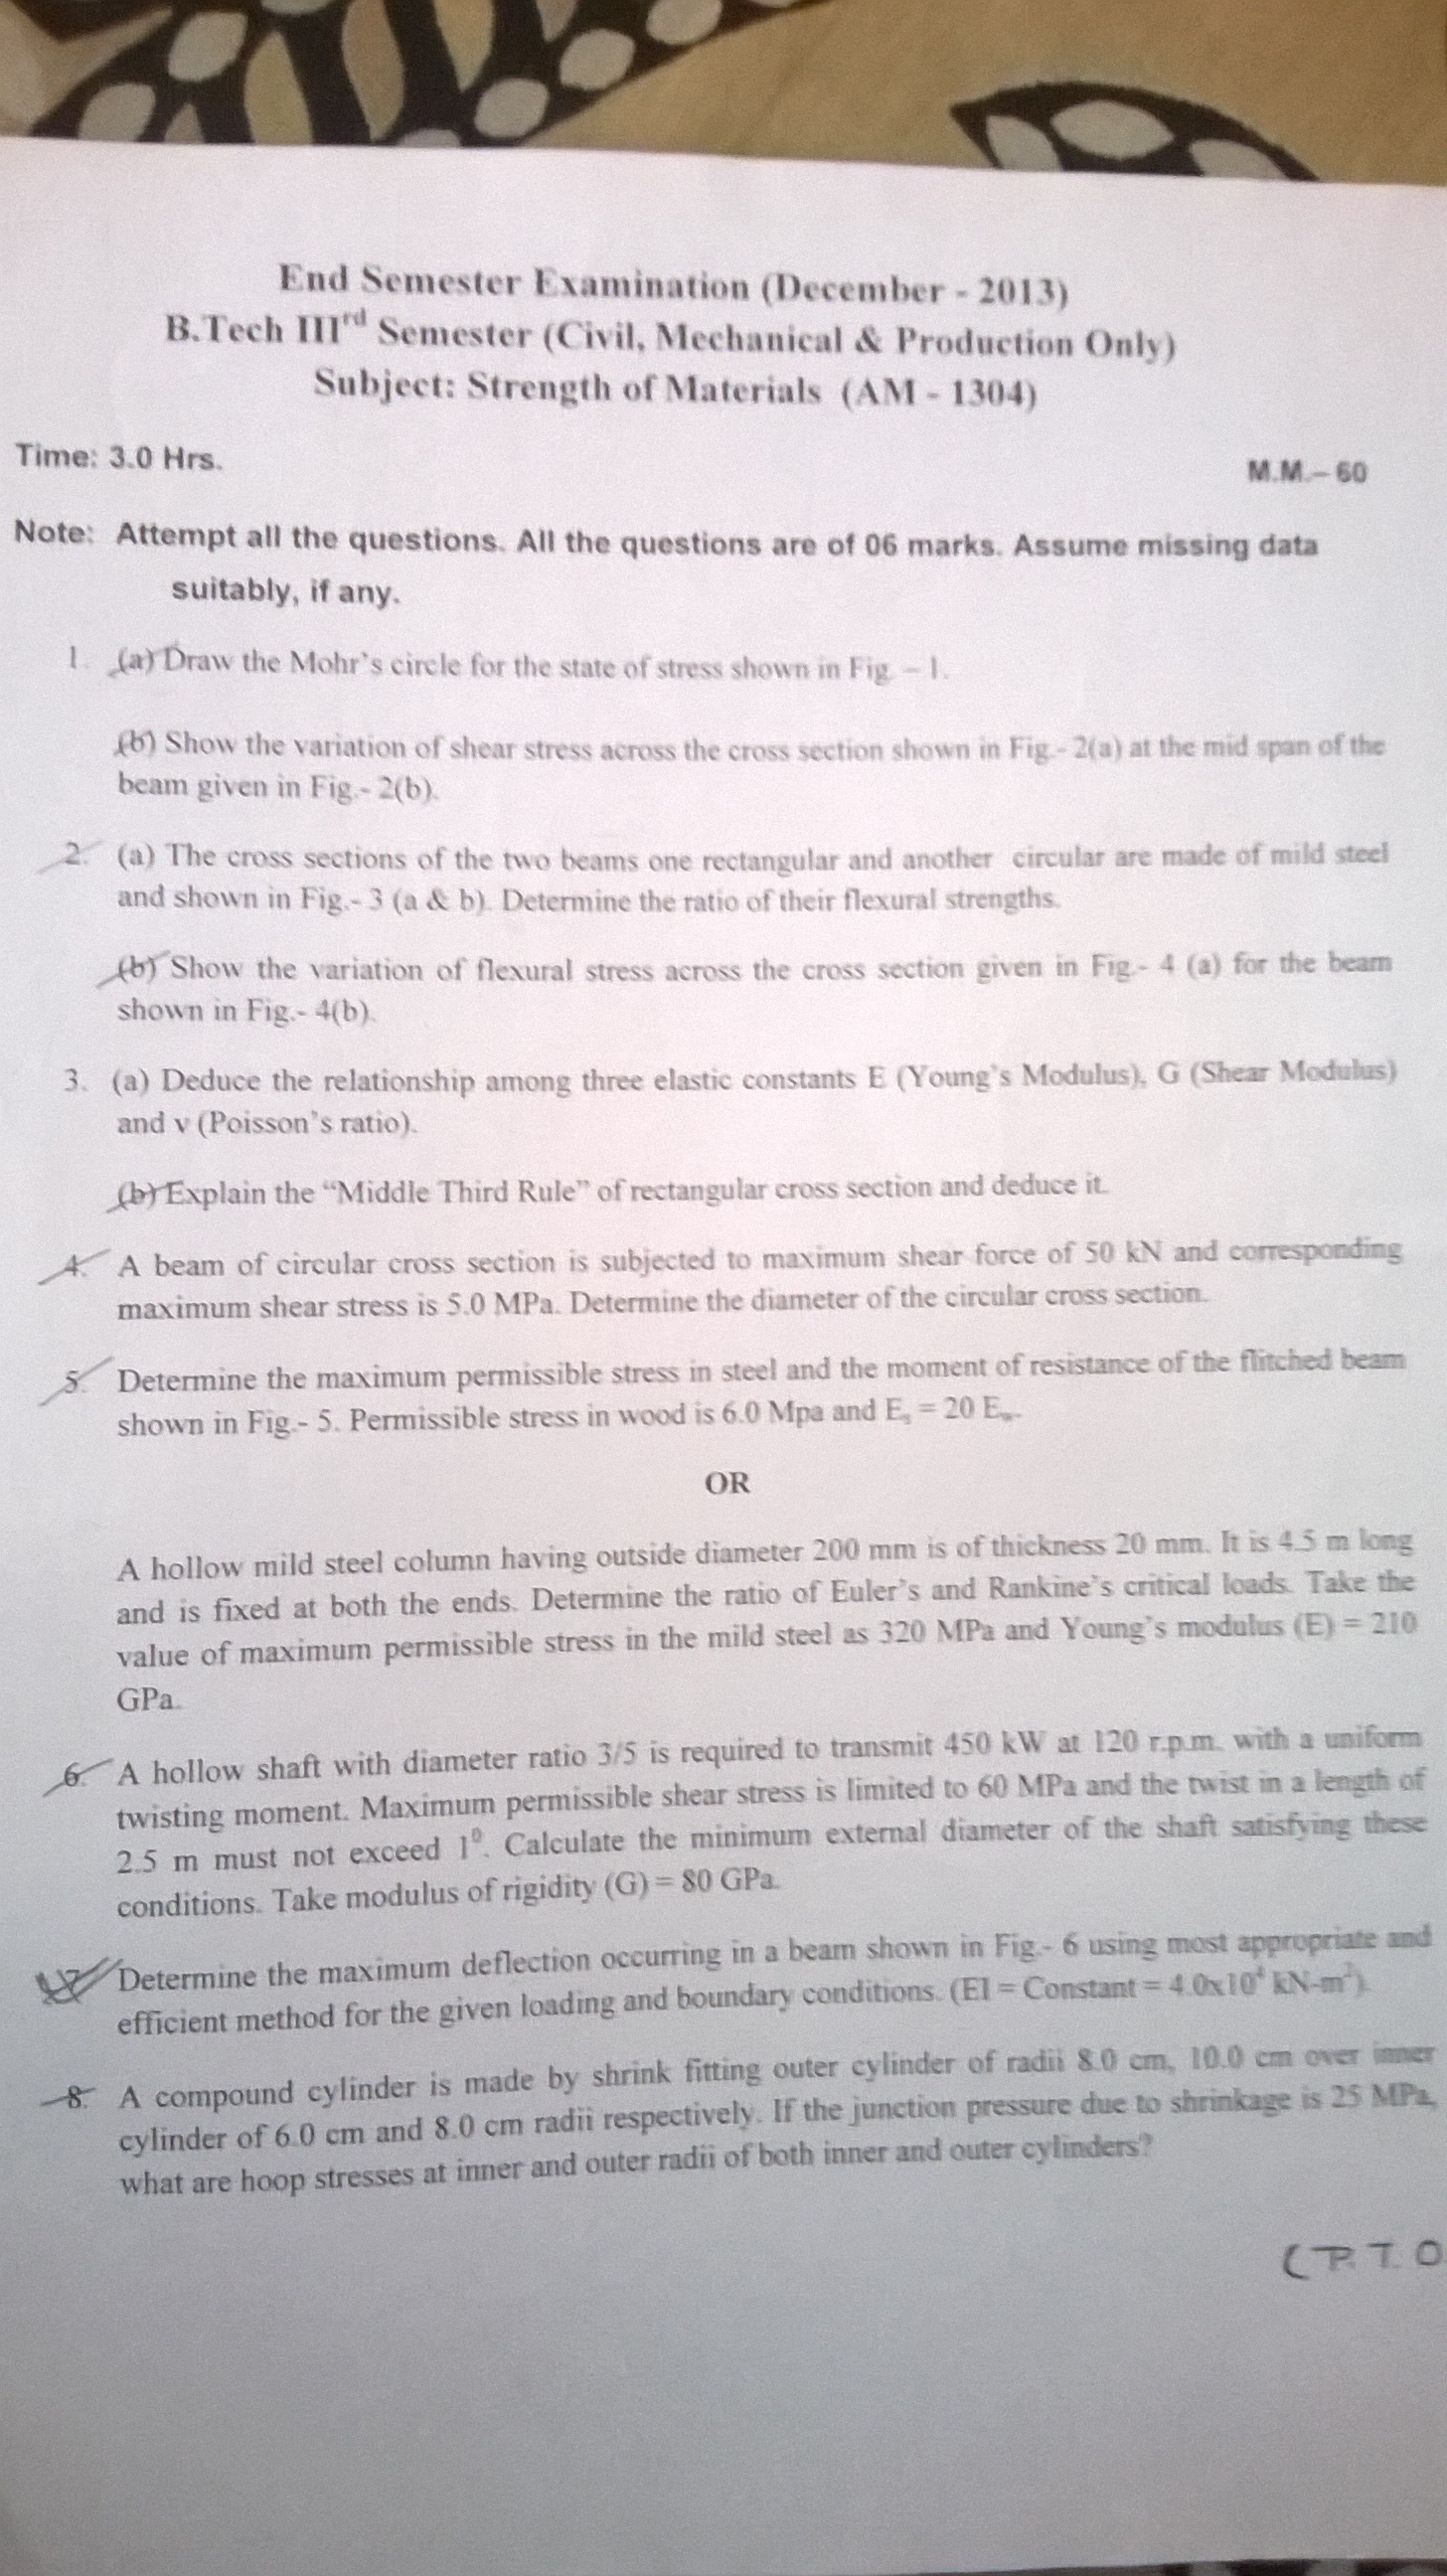 End Semester Examination (December - 2013)
B.Tech IIIrd Semester (Civil, Mechanical & Production Only)
Subject: Strength of Materials (AM - 1304)
Time: 3.0 Hrs.
M.M.– 60
Note: Attempt all the questions. All the questions are of 06 marks. Assume missing data
suitably, if any.
1. (a) Draw the Mohr's circle for the state of stress shown in Fig. – 1.
(b) Show the variation of shear stress across the cross section shown in Fig.- 2(a) at the mid span of the
beam given in Fig.- 2(b).
2. (a) The cross sections of the two beams one rectangular and another circular are made of mild steel
and shown in Fig.- 3 (a & b). Determine the ratio of their flexural strengths.
(b) Show the variation of flexural stress across the cross section given in Fig.- 4 (a) for the beam
shown in Fig.- 4(b).
3. (a) Deduce the relationship among three elastic constants E (Young's Modulus), G (Shear Modulus)
and ν (Poisson's ratio).
(b) Explain the "Middle Third Rule" of rectangular cross section and deduce it.
4. A beam of circular cross section is subjected to maximum shear force of 50 kN and corresponding
maximum shear stress is 5.0 MPa. Determine the diameter of the circular cross section.
5. Determine the maximum permissible stress in steel and the moment of resistance of the flitched beam
shown in Fig.- 5. Permissible stress in wood is 6.0 Mpa and Es = 20 Ew.
OR
A hollow mild steel column having outside diameter 200 mm is of thickness 20 mm. It is 4.5 m long
and is fixed at both the ends. Determine the ratio of Euler's and Rankine's critical loads. Take the
value of maximum permissible stress in the mild steel as 320 MPa and Young's modulus (E) = 210
GPa.
6. A hollow shaft with diameter ratio 3/5 is required to transmit 450 kW at 120 r.p.m. with a uniform
twisting moment. Maximum permissible shear stress is limited to 60 MPa and the twist in a length of
2.5 m must not exceed 1⁰. Calculate the minimum external diameter of the shaft satisfying these
conditions. Take modulus of rigidity (G) = 80 GPa.
7. Determine the maximum deflection occurring in a beam shown in Fig.- 6 using most appropriate and
efficient method for the given loading and boundary conditions. (EI = Constant = 4.0x10⁴ kN-m²).
8. A compound cylinder is made by shrink fitting outer cylinder of radii 8.0 cm, 10.0 cm over inner
cylinder of 6.0 cm and 8.0 cm radii respectively. If the junction pressure due to shrinkage is 25 MPa,
what are hoop stresses at inner and outer radii of both inner and outer cylinders?
(P.T.O